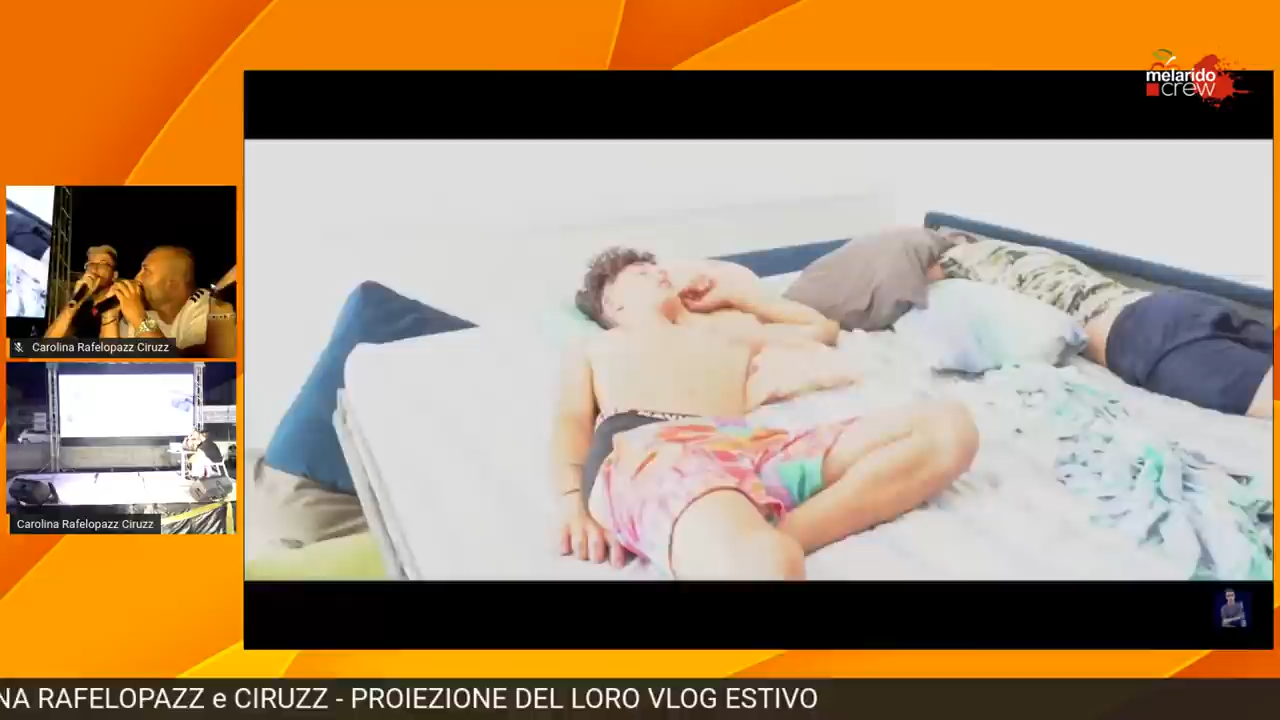 melarido
crew
Carolina Rafelopazz Ciruzz
Carolina Rafelopazz Ciruzz
NA RAFELOPAZZ e CIRUZZ - PROIEZIONE DEL LORO VLOG ESTIVO